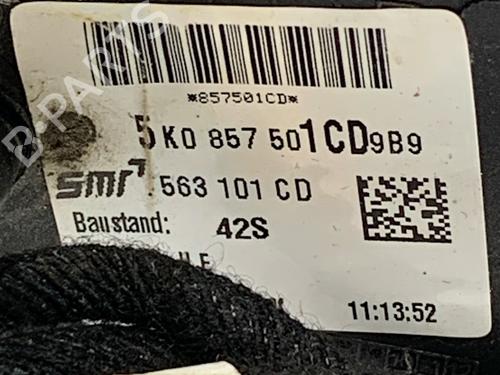 *857501CD*
5K0 857 501CD9B9
smr 563 101 CD
Baustand: 42S
11:13:52
B-PARTS